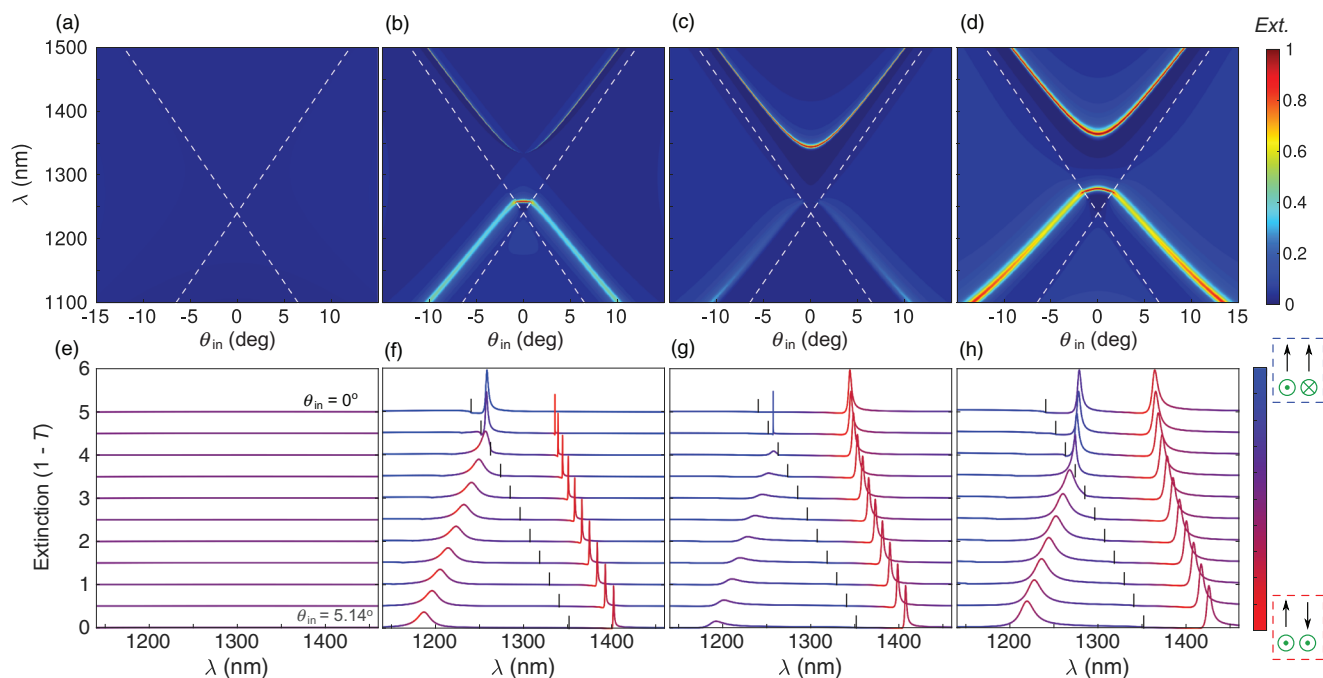 (a)
(b)
(c)
(d)
Ext.
1500
1400
1300
1200
1100
λ (nm)
-15 -10 -5 0 5 10
-10 -5 0 5 10
-10 -5 0 5 10
-10 -5 0 5 10 15
θin (deg)
θin (deg)
θin (deg)
θin (deg)
1
0.8
0.6
0.4
0.2
0
(e)
(f)
(g)
(h)
6
5
4
3
2
1
0
Extinction (1 - T)
θin = 0º
θin = 5.14º
1200 1300 1400
1200 1300 1400
1200 1300 1400
1200 1300 1400
λ (nm)
λ (nm)
λ (nm)
λ (nm)